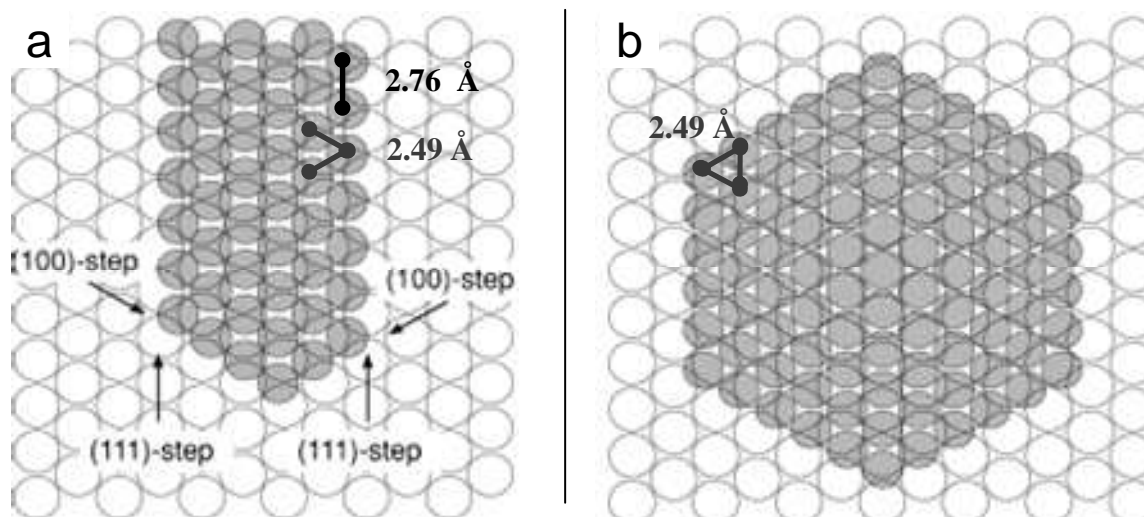 a
2.76 Å
2.49 Å
(100)-step
(100)-step
(111)-step
(111)-step
b
2.49 Å